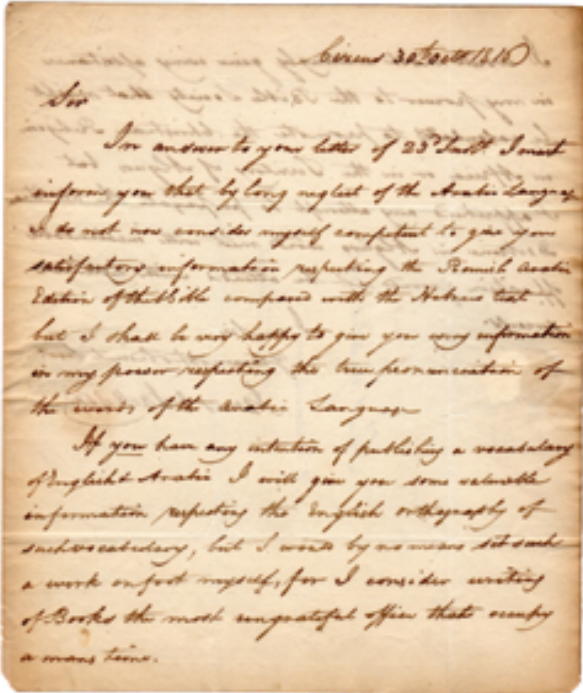 Circus 30th Octr 1816
Sir
In answer to your letter of 23d Inst. I must
inform you that by long neglect of the Arabic Language
I do not now consider myself competent to give you
satisfactory information respecting the Romish Arabic
Edition of the Bible compared with the Hebrew text
but I shall be very happy to give you any information
in my power respecting the true pronunciation of
the words of the Arabic Language
If you have any intention of publishing a vocabulary
of English & Arabic I will give you some valuable
information respecting the English orthography of
such vocabulary, but I would by no means set such
a work on foot myself, for I consider writing
of Books the most ungrateful office that occupy
a mans time.